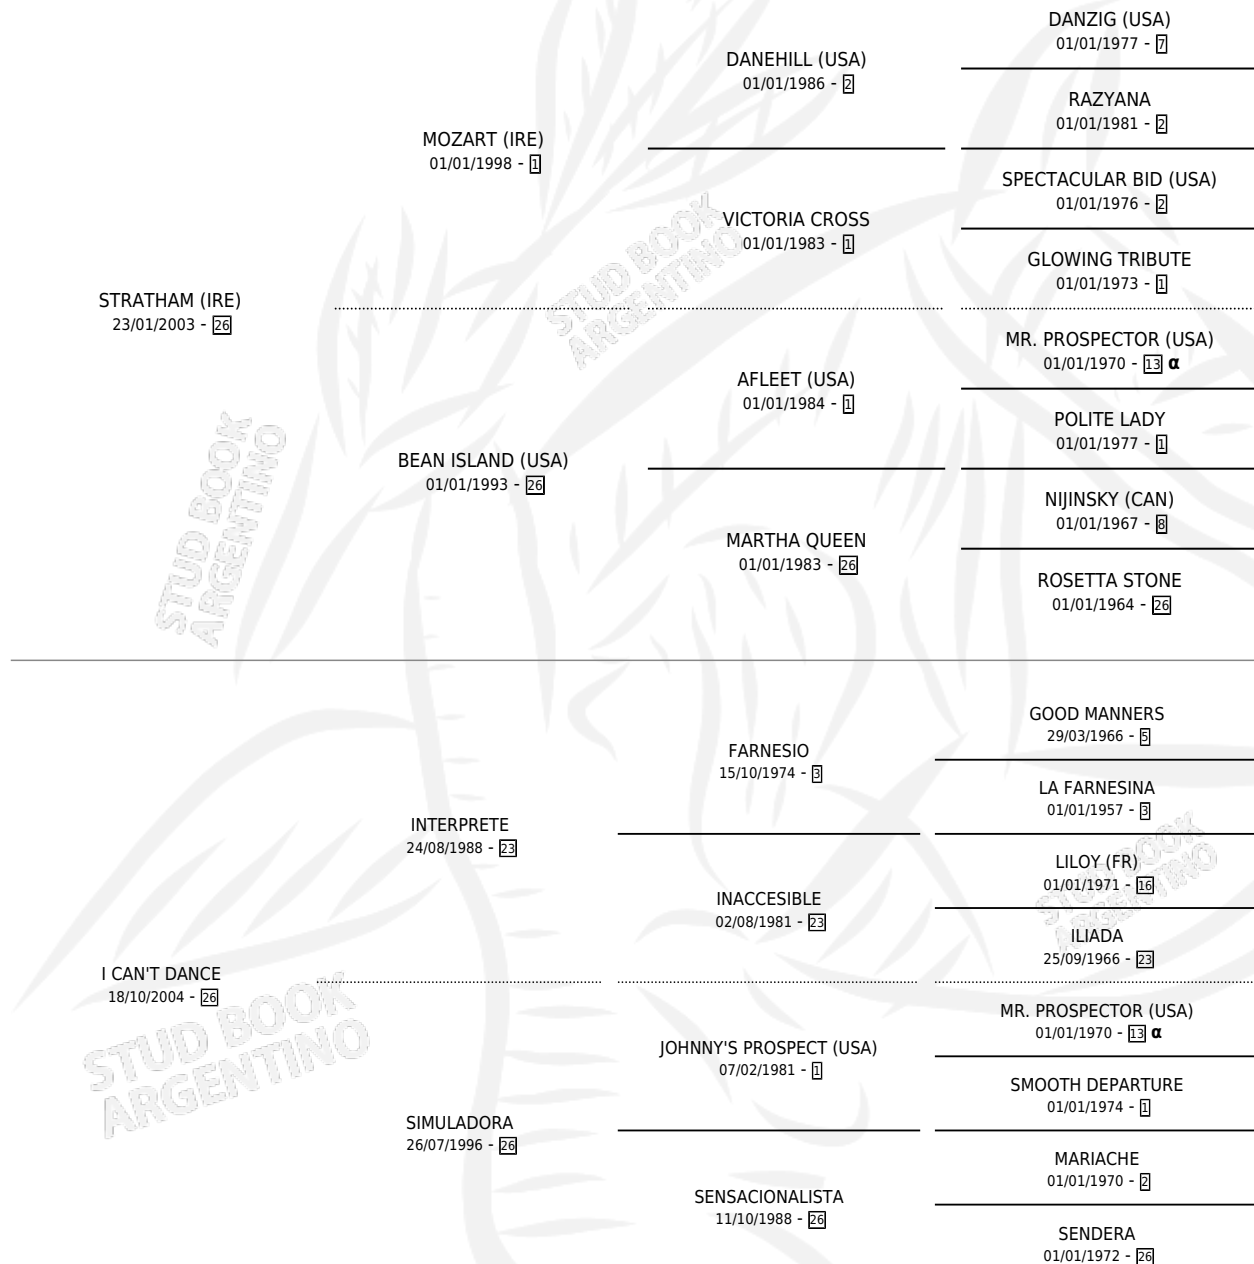 STRATHAM (IRE)
23/01/2003 - 26
MOZART (IRE)
01/01/1998 - 1
BEAN ISLAND (USA)
01/01/1993 - 26
DANEHILL (USA)
01/01/1986 - 2
VICTORIA CROSS
01/01/1983 - 1
AFLEET (USA)
01/01/1984 - 1
MARTHA QUEEN
01/01/1983 - 26
DANZIG (USA)
01/01/1977 - 7
RAZYANA
01/01/1981 - 2
SPECTACULAR BID (USA)
01/01/1976 - 2
GLOWING TRIBUTE
01/01/1973 - 1
MR. PROSPECTOR (USA)
01/01/1970 - 13 α
POLITE LADY
01/01/1977 - 1
NIJINSKY (CAN)
01/01/1967 - 8
ROSETTA STONE
01/01/1964 - 26
STUD BOOK
ARGENTINO
STUD BOOK
ARGENTINO
I CAN'T DANCE
18/10/2004 - 26
INTERPRETE
24/08/1988 - 23
SIMULADORA
26/07/1996 - 26
FARNESIO
15/10/1974 - 3
INACCESIBLE
02/08/1981 - 23
JOHNNY'S PROSPECT (USA)
07/02/1981 - 1
SENSACIONALISTA
11/10/1988 - 26
GOOD MANNERS
29/03/1966 - 5
LA FARNESINA
01/01/1957 - 3
LILOY (FR)
01/01/1971 - 16
ILIADA
25/09/1966 - 23
MR. PROSPECTOR (USA)
01/01/1970 - 13 α
SMOOTH DEPARTURE
01/01/1974 - 1
MARIACHE
01/01/1970 - 2
SENDERA
01/01/1972 - 26
STUD BOOK
ARGENTINO
STUD BOOK
ARGENTINO